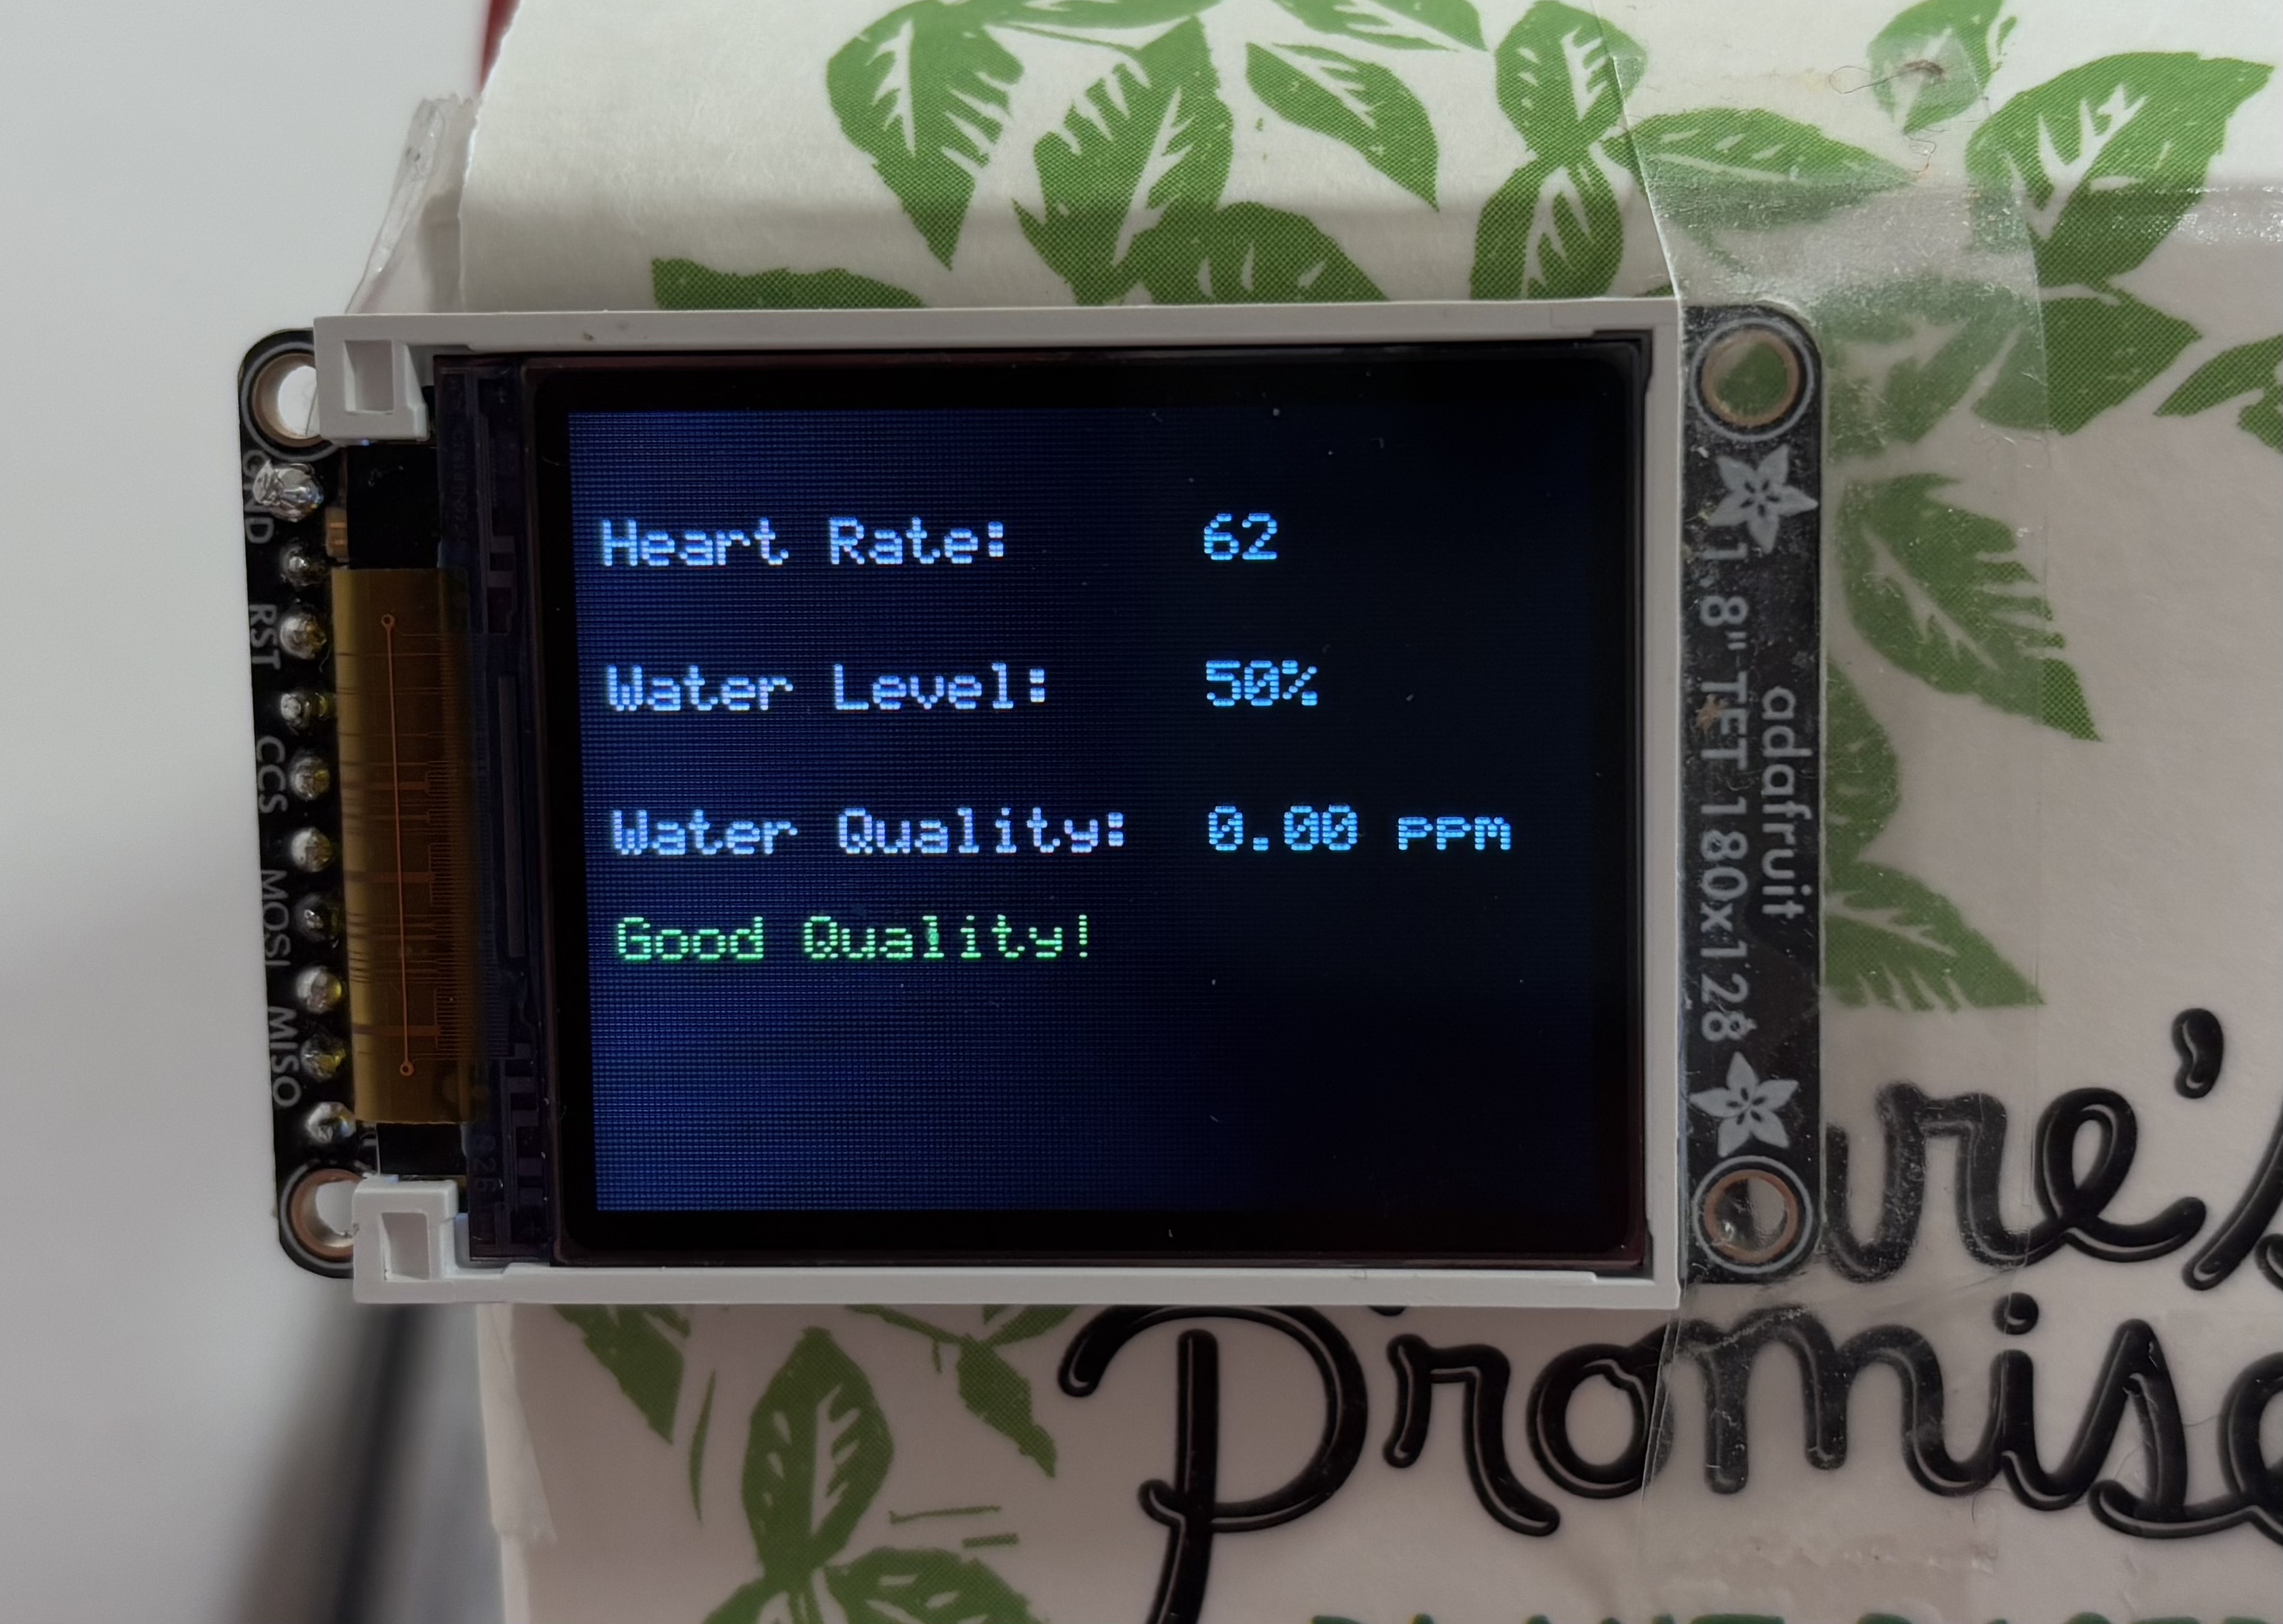 Heart Rate: 62
Water Level: 50%
Water Quality: 0.00 ppm
Good Quality!
GND
RST
CCS
MOSI
MISO
adafruit
1.8" TFT 180x128
Promise